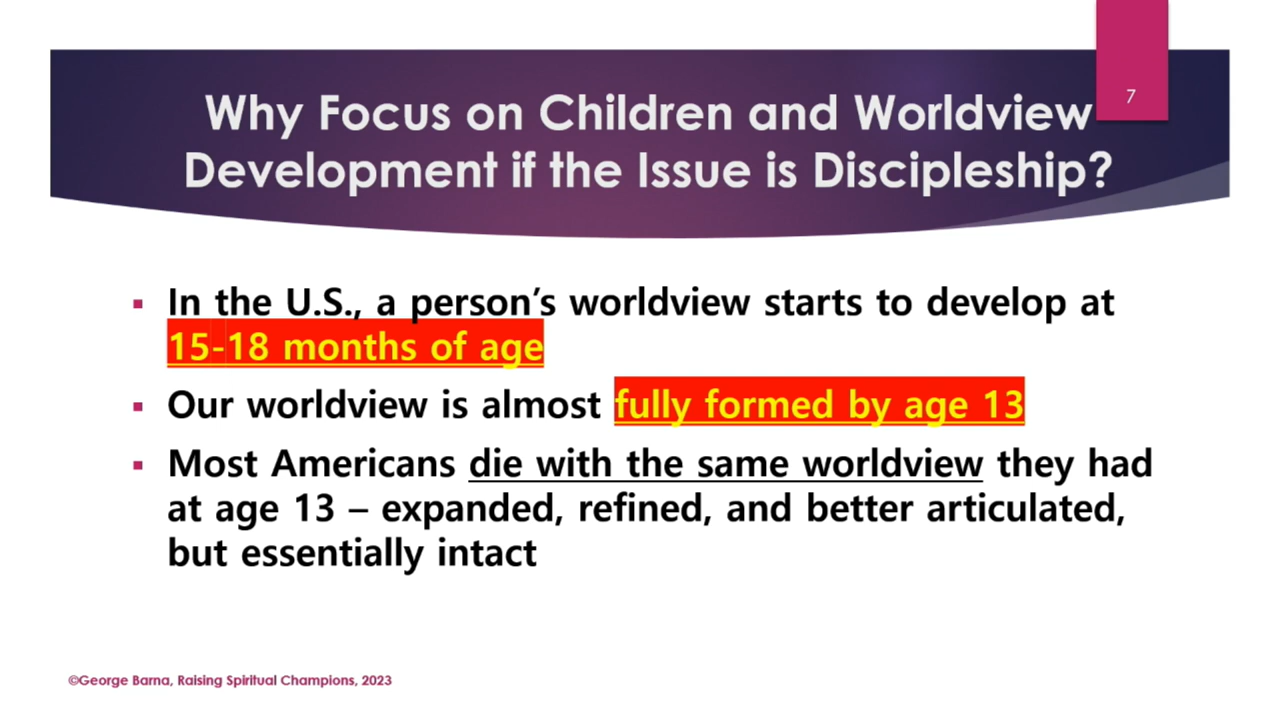 7
Why Focus on Children and Worldview
Development if the Issue is Discipleship?
▪ In the U.S., a person’s worldview starts to develop at
15-18 months of age
▪ Our worldview is almost fully formed by age 13
▪ Most Americans die with the same worldview they had
at age 13 – expanded, refined, and better articulated,
but essentially intact
©George Barna, Raising Spiritual Champions, 2023